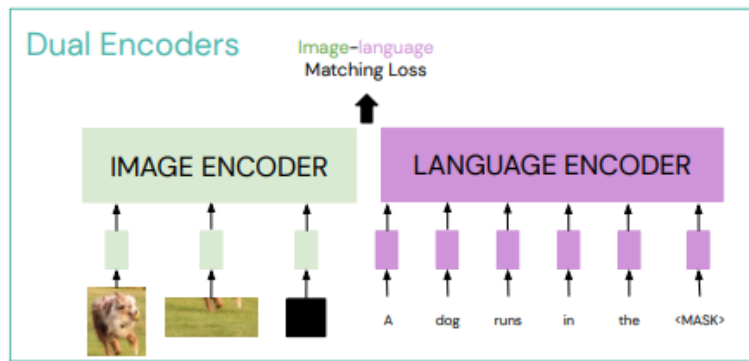 Dual Encoders
Image-language
Matching Loss
IMAGE ENCODER
LANGUAGE ENCODER
A dog runs in the <MASK>